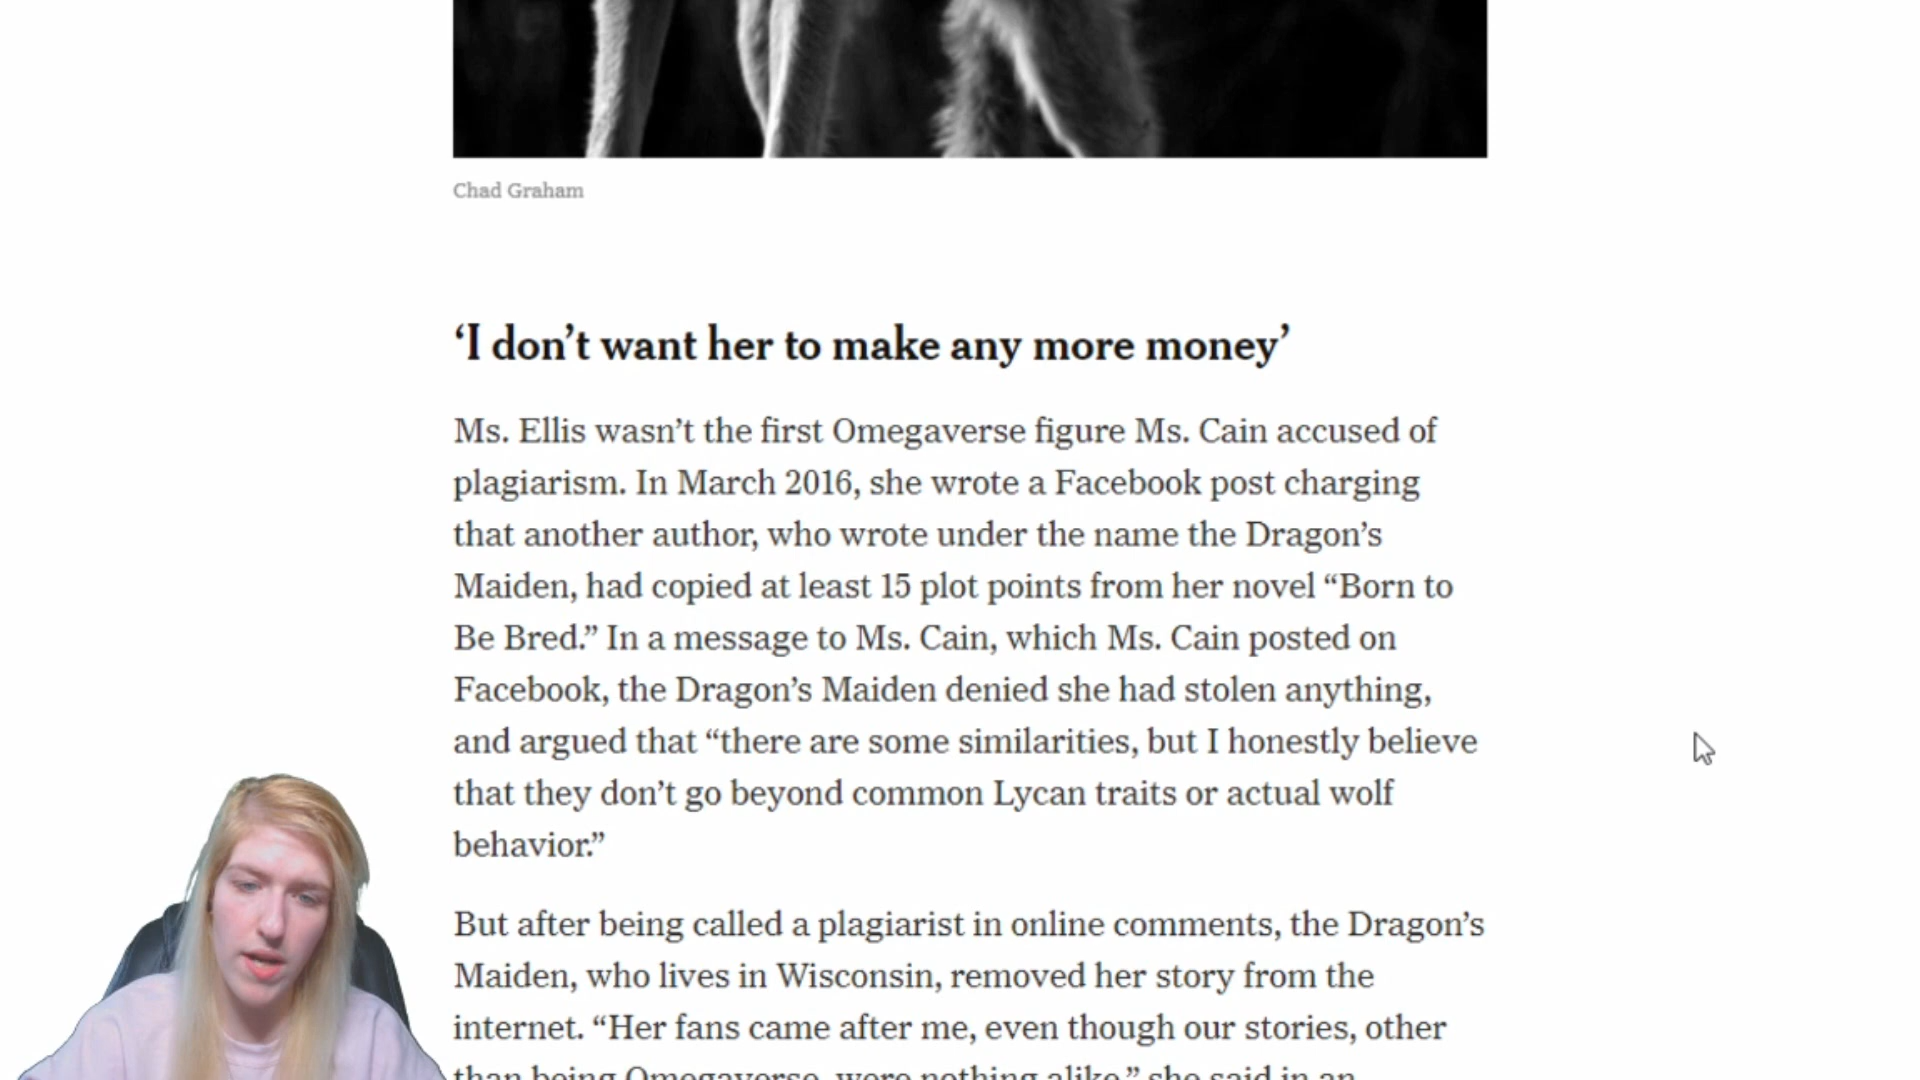 Chad Graham
‘I don’t want her to make any more money’
Ms. Ellis wasn’t the first Omegaverse figure Ms. Cain accused of
plagiarism. In March 2016, she wrote a Facebook post charging
that another author, who wrote under the name the Dragon’s
Maiden, had copied at least 15 plot points from her novel “Born to
Be Bred.” In a message to Ms. Cain, which Ms. Cain posted on
Facebook, the Dragon’s Maiden denied she had stolen anything,
and argued that “there are some similarities, but I honestly believe
that they don’t go beyond common Lycan traits or actual wolf
behavior.”
But after being called a plagiarist in online comments, the Dragon’s
Maiden, who lives in Wisconsin, removed her story from the
internet. “Her fans came after me, even though our stories, other
than being Omegaverse, were nothing alike,” she said in an